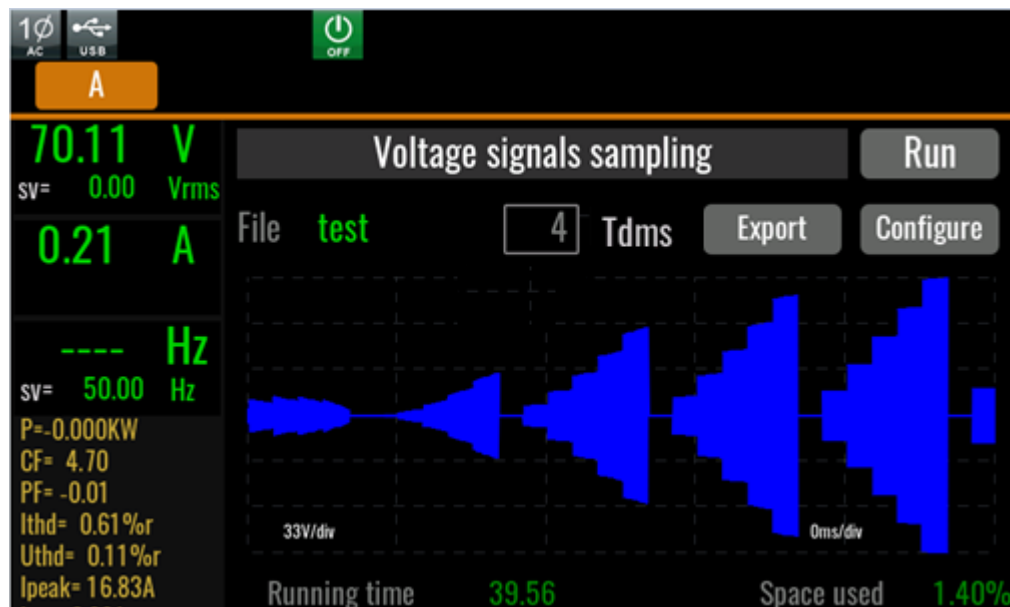 1Ø AC USB OFF
A
70.11 V
sv= 0.00 Vrms
0.21 A
---- Hz
sv= 50.00 Hz
P=-0.000KW
CF= 4.70
PF= -0.01
Ithd= 0.61%r
Uthd= 0.11%r
Ipeak= 16.83A
Voltage signals sampling Run
File test 4 Tdms Export Configure
33V/div 0ms/div
Running time 39.56 Space used 1.40%